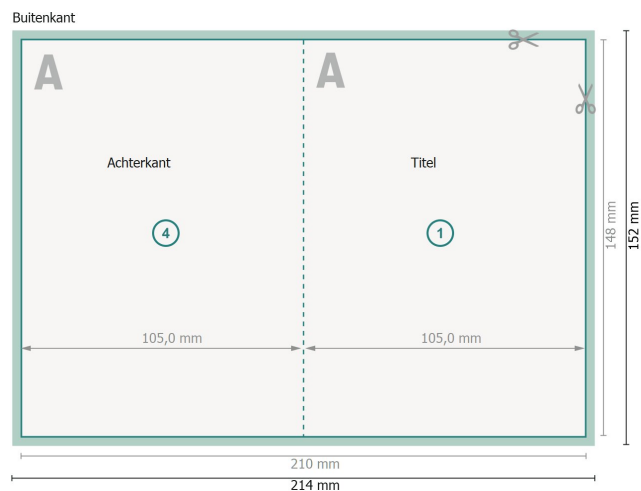 Buitenkant
A
A
Achterkant
Titel
4
1
105,0 mm
105,0 mm
148 mm
152 mm
210 mm
214 mm